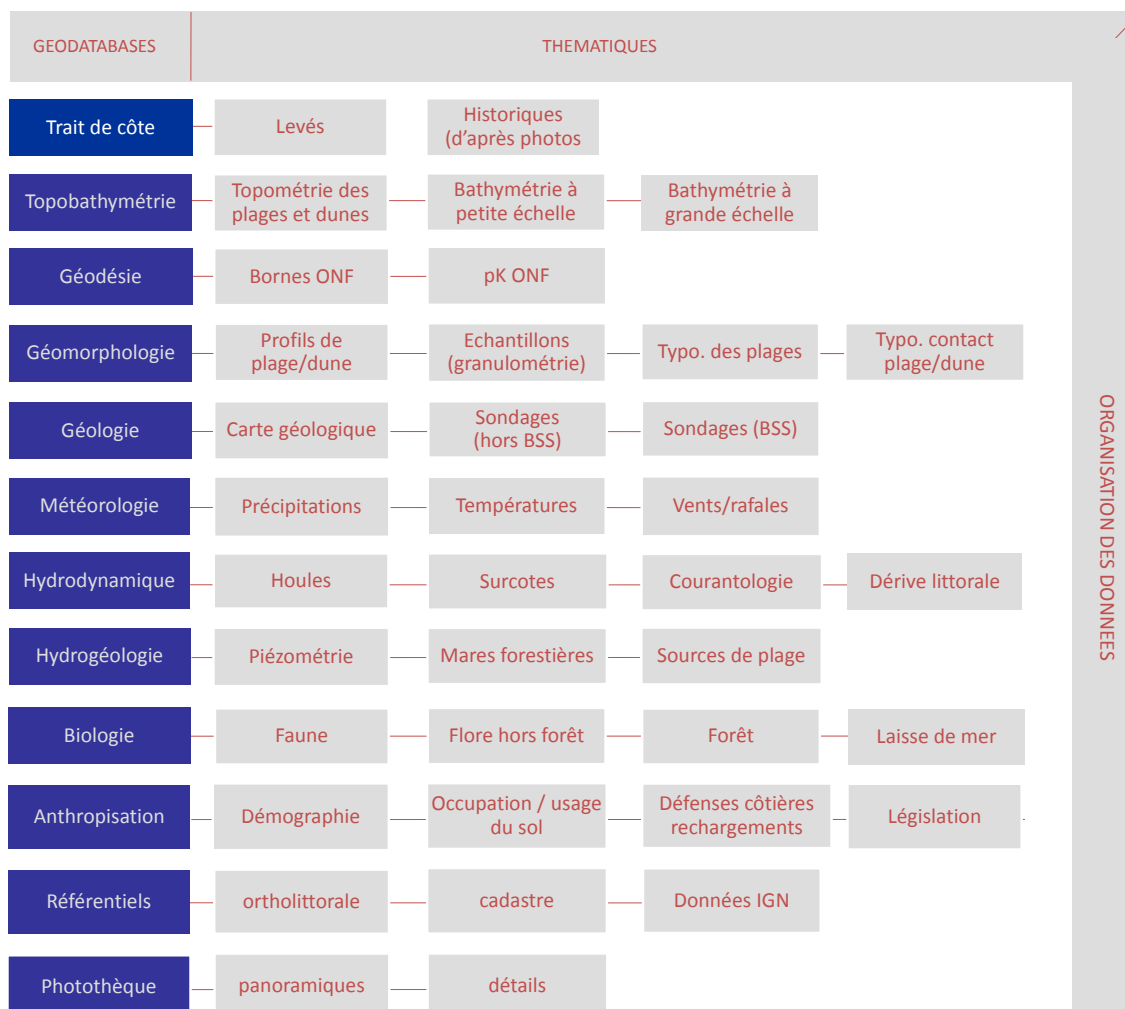 GEODATABASES
THEMATIQUES
Trait de côte
Levés
Historiques
(d'après photos
Topobathymétrie
Topométrie des
plages et dunes
Bathymétrie à
petite échelle
Bathymétrie à
grande échelle
Géodésie
Bornes ONF
pK ONF
Géomorphologie
Profils de
plage/dune
Echantillons
(granulométrie)
Typo. des plages
Typo. contact
plage/dune
Géologie
Carte géologique
Sondages
(hors BSS)
Sondages (BSS)
Météorologie
Précipitations
Températures
Vents/rafales
Hydrodynamique
Houles
Surcotes
Courantologie
Dérive littorale
Hydrogéologie
Piézométrie
Mares forestières
Sources de plage
Biologie
Faune
Flore hors forêt
Forêt
Laisse de mer
Anthropisation
Démographie
Occupation / usage
du sol
Défenses côtières
rechargements
Législation
Référentiels
ortholittorale
cadastre
Données IGN
Photothèque
panoramiques
détails
ORGANISATION DES DONNEES